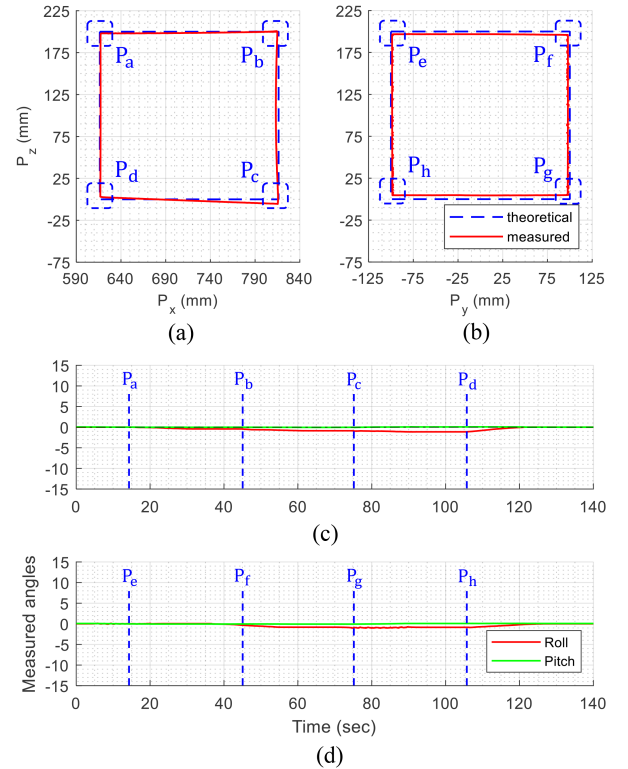 225
175
125
75
25
-25
-75
P_z (mm)
P_a
P_b
P_d
P_c
590 640 690 740 790 840
P_x (mm)
(a)
225
175
125
75
25
-25
-75
P_e
P_f
P_h
P_g
theoretical
measured
-125 -75 -25 25 75 125
P_y (mm)
(b)
15
10
5
0
-5
-10
-15
P_a P_b P_c P_d
0 20 40 60 80 100 120 140
(c)
Measured angles
15
10
5
0
-5
-10
-15
P_e P_f P_g P_h
Roll
Pitch
0 20 40 60 80 100 120 140
Time (sec)
(d)